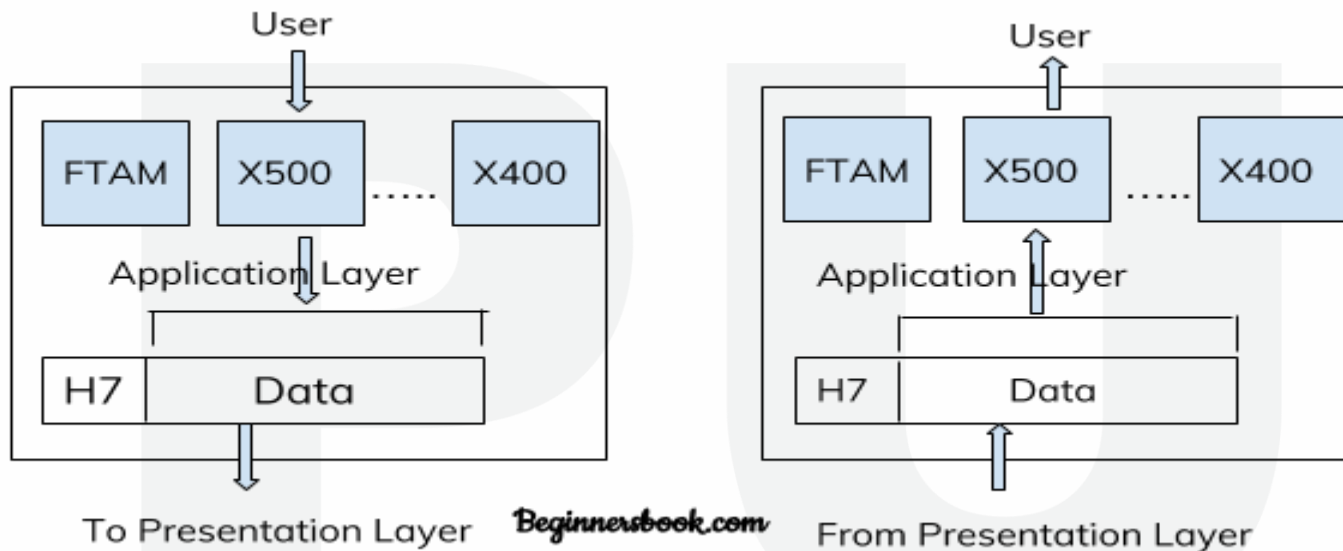 User
User
FTAM X500 ..... X400
FTAM X500 ..... X400
Application Layer
Application Layer
H7 Data
H7 Data
To Presentation Layer
Beginnersbook.com
From Presentation Layer